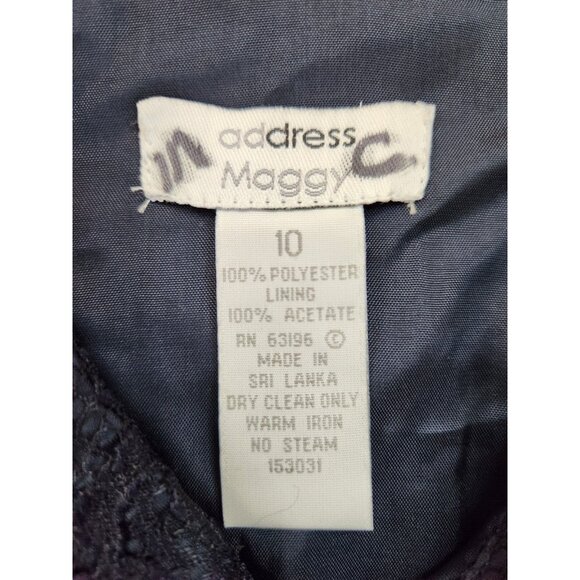 address
Maggy
10
100% POLYESTER
LINING
100% ACETATE
RN 63196 ©
MADE IN
SRI LANKA
DRY CLEAN ONLY
WARM IRON
NO STEAM
153031